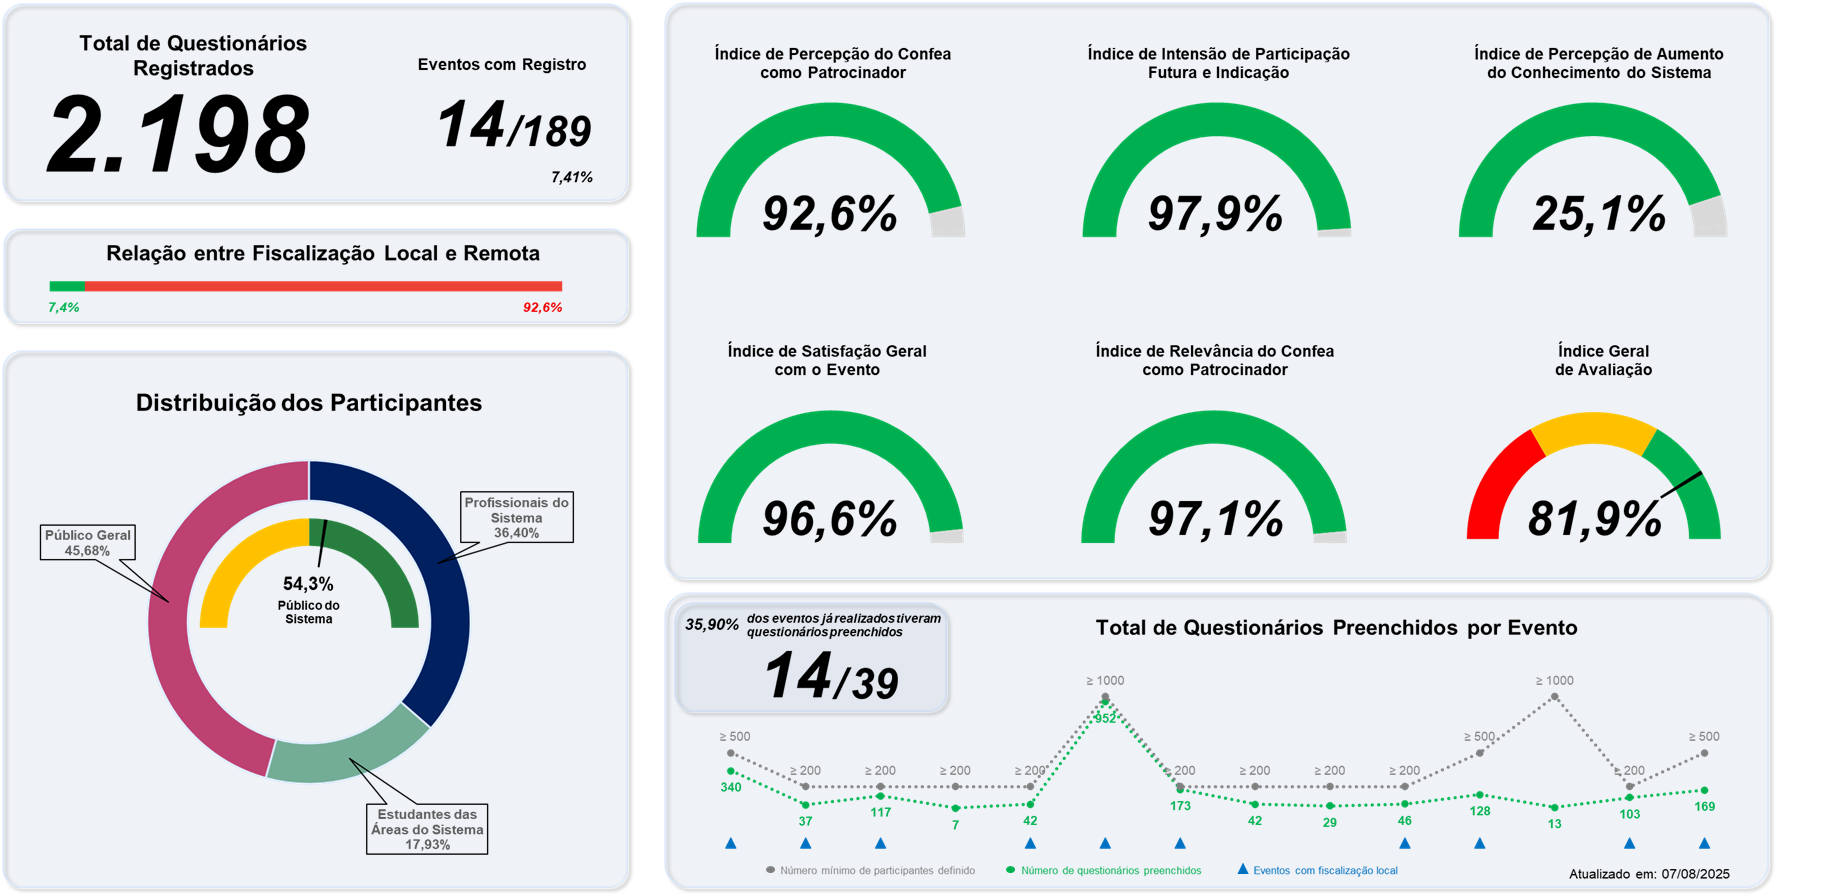 Total de Questionários
Registrados
2.198
Eventos com Registro
14/189
7,41%
Relação entre Fiscalização Local e Remota
7,4%
92,6%
Distribuição dos Participantes
Profissionais do
Sistema
36,40%
Público Geral
45,68%
54,3%
Público do
Sistema
Estudantes das
Áreas do Sistema
17,93%
Índice de Percepção do Confea
como Patrocinador
92,6%
Índice de Intensão de Participação
Futura e Indicação
97,9%
Índice de Percepção de Aumento
do Conhecimento do Sistema
25,1%
Índice de Satisfação Geral
com o Evento
96,6%
Índice de Relevância do Confea
como Patrocinador
97,1%
Índice Geral
de Avaliação
81,9%
35,90% dos eventos já realizados tiveram
questionários preenchidos
14/39
Total de Questionários Preenchidos por Evento
≥ 500 ≥ 200 ≥ 200 ≥ 200 ≥ 200 ≥ 1000 ≥ 200 ≥ 200 ≥ 200 ≥ 200 ≥ 500 ≥ 1000 ≥ 200 ≥ 500
340 37 117 7 42 952 173 42 29 46 128 13 103 169
Número mínimo de participantes definido
Número de questionários preenchidos
Eventos com fiscalização local
Atualizado em: 07/08/2025